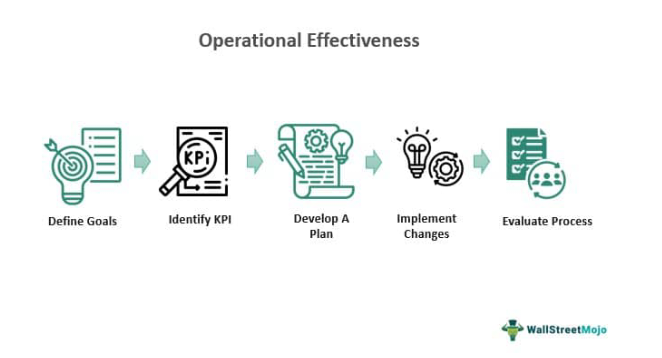 Operational Effectiveness
KPi
Define Goals
Identify KPI
Develop A
Plan
Implement
Changes
Evaluate Process
WallStreetMojo